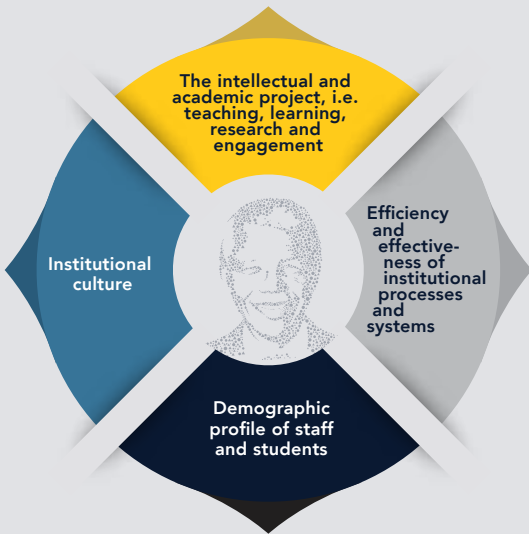 The intellectual and
academic project, i.e.
teaching, learning,
research and
engagement
Institutional
culture
Efficiency
and
effective-
ness of
institutional
processes
and
systems
Demographic
profile of staff
and students